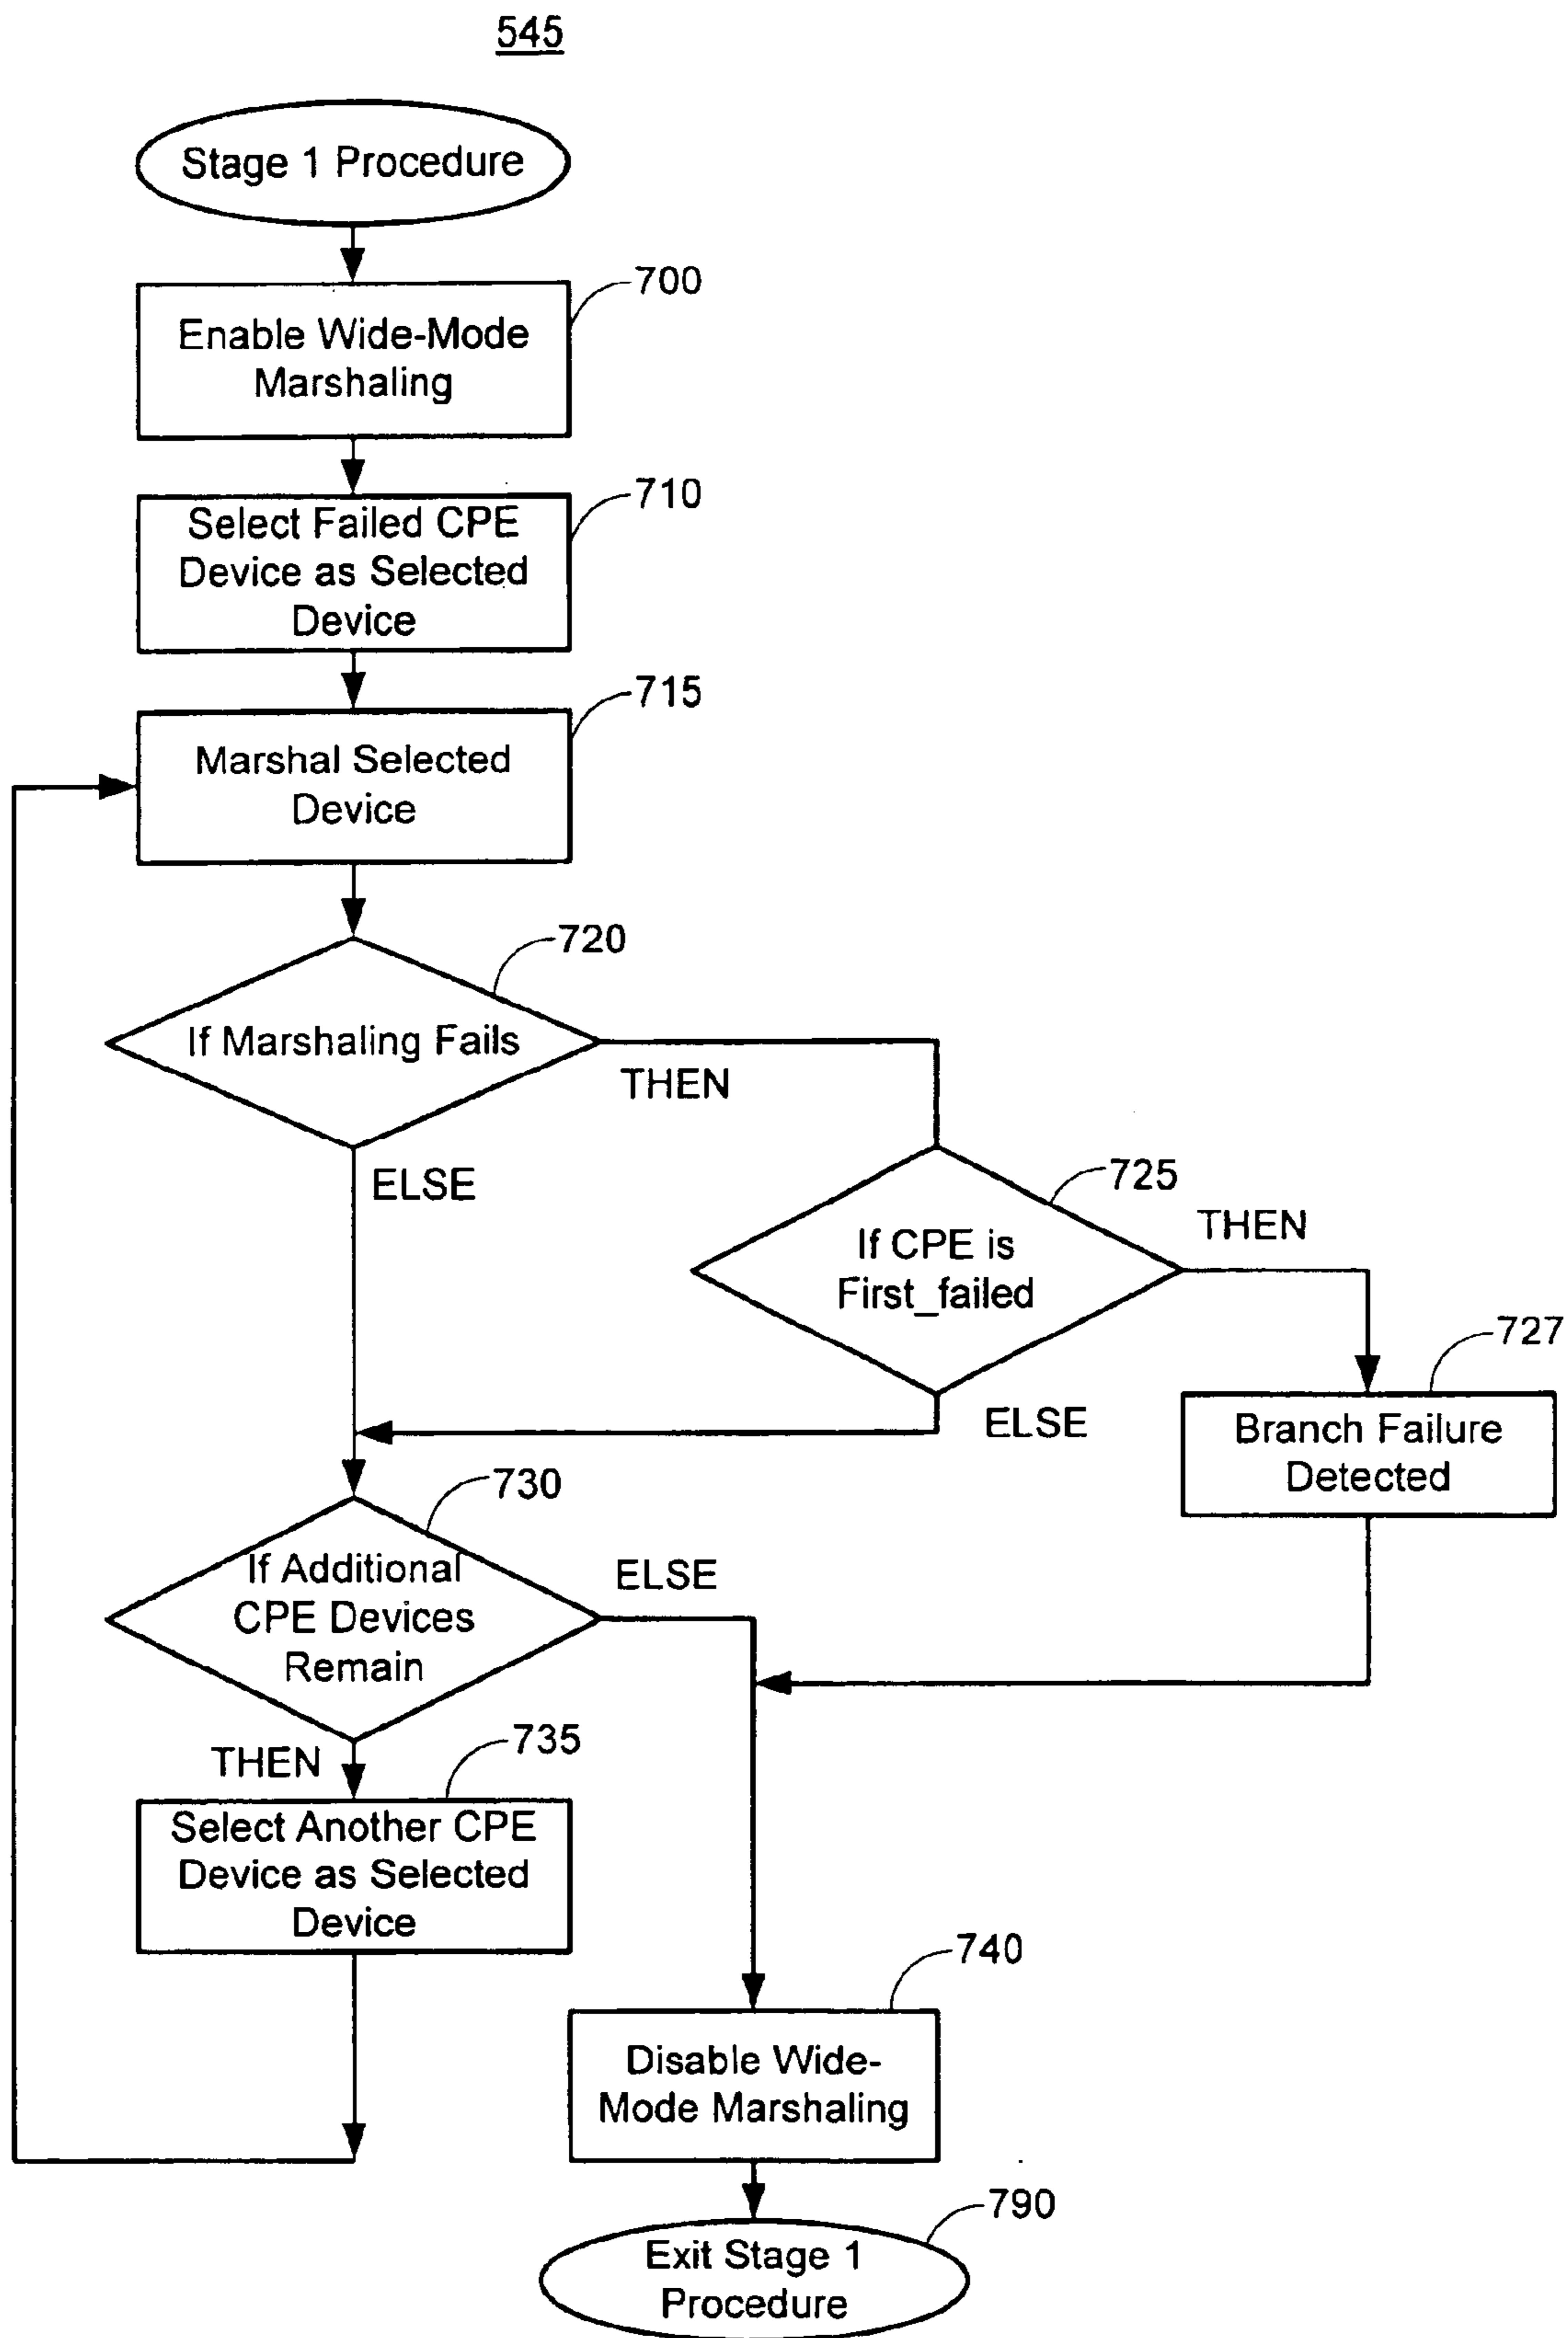 545
Stage 1 Procedure
700
Enable Wide-Mode
Marshaling
710
Select Failed CPE
Device as Selected
Device
715
Marshal Selected
Device
720
If Marshaling Fails
THEN
ELSE
725
If CPE is
First_failed
THEN
ELSE
727
Branch Failure
Detected
730
If Additional
CPE Devices
Remain
ELSE
THEN
735
Select Another CPE
Device as Selected
Device
740
Disable Wide-
Mode Marshaling
790
Exit Stage 1
Procedure